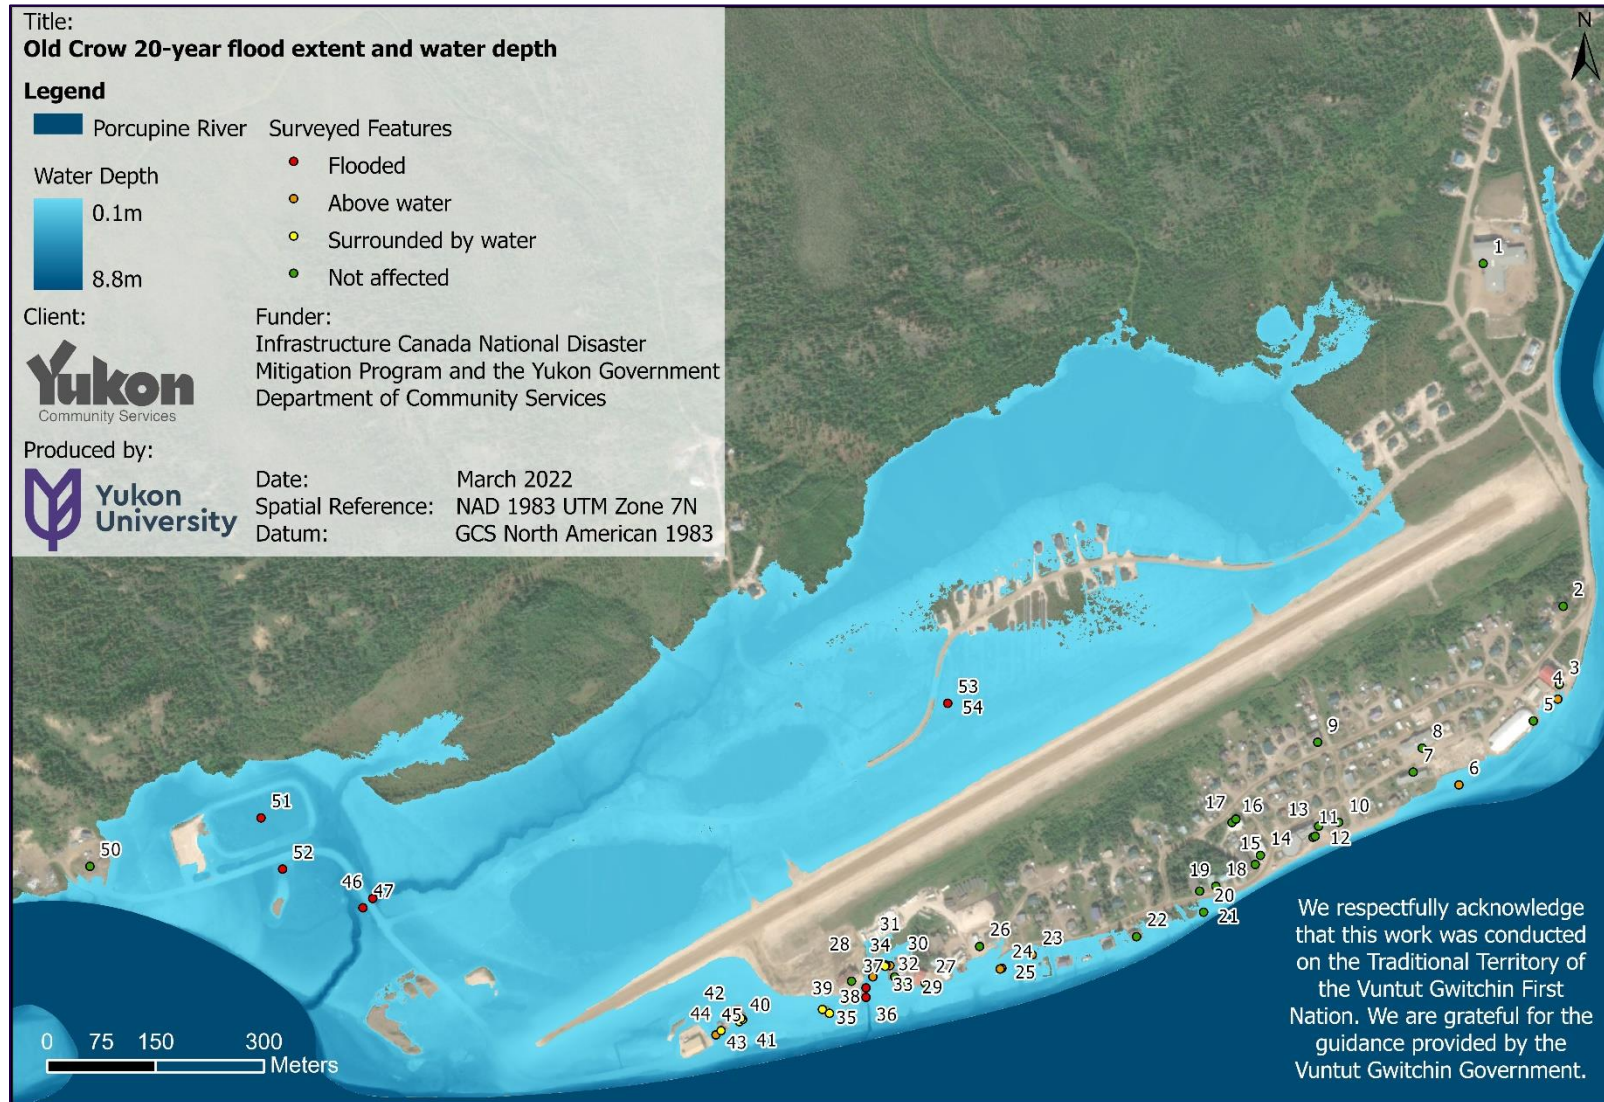 Title:
Old Crow 20-year flood extent and water depth
Legend
Porcupine River
Surveyed Features
Flooded
Above water
Surrounded by water
Not affected
Water Depth
0.1m
8.8m
Client:
Yukon
Community Services
Funder:
Infrastructure Canada National Disaster
Mitigation Program and the Yukon Government
Department of Community Services
Produced by:
Yukon
University
Date: March 2022
Spatial Reference: NAD 1983 UTM Zone 7N
Datum: GCS North American 1983
N
1
2
3
4
5
6
7
8
9
10
11
12
13
14
15
16
17
18
19
20
21
22
23
24
25
26
27
28
29
30
31
32
33
34
35
36
37
38
39
40
41
42
43
44
45
46
47
50
51
52
53
54
0 75 150 300
Meters
We respectfully acknowledge
that this work was conducted
on the Traditional Territory of
the Vuntut Gwitchin First
Nation. We are grateful for the
guidance provided by the
Vuntut Gwitchin Government.